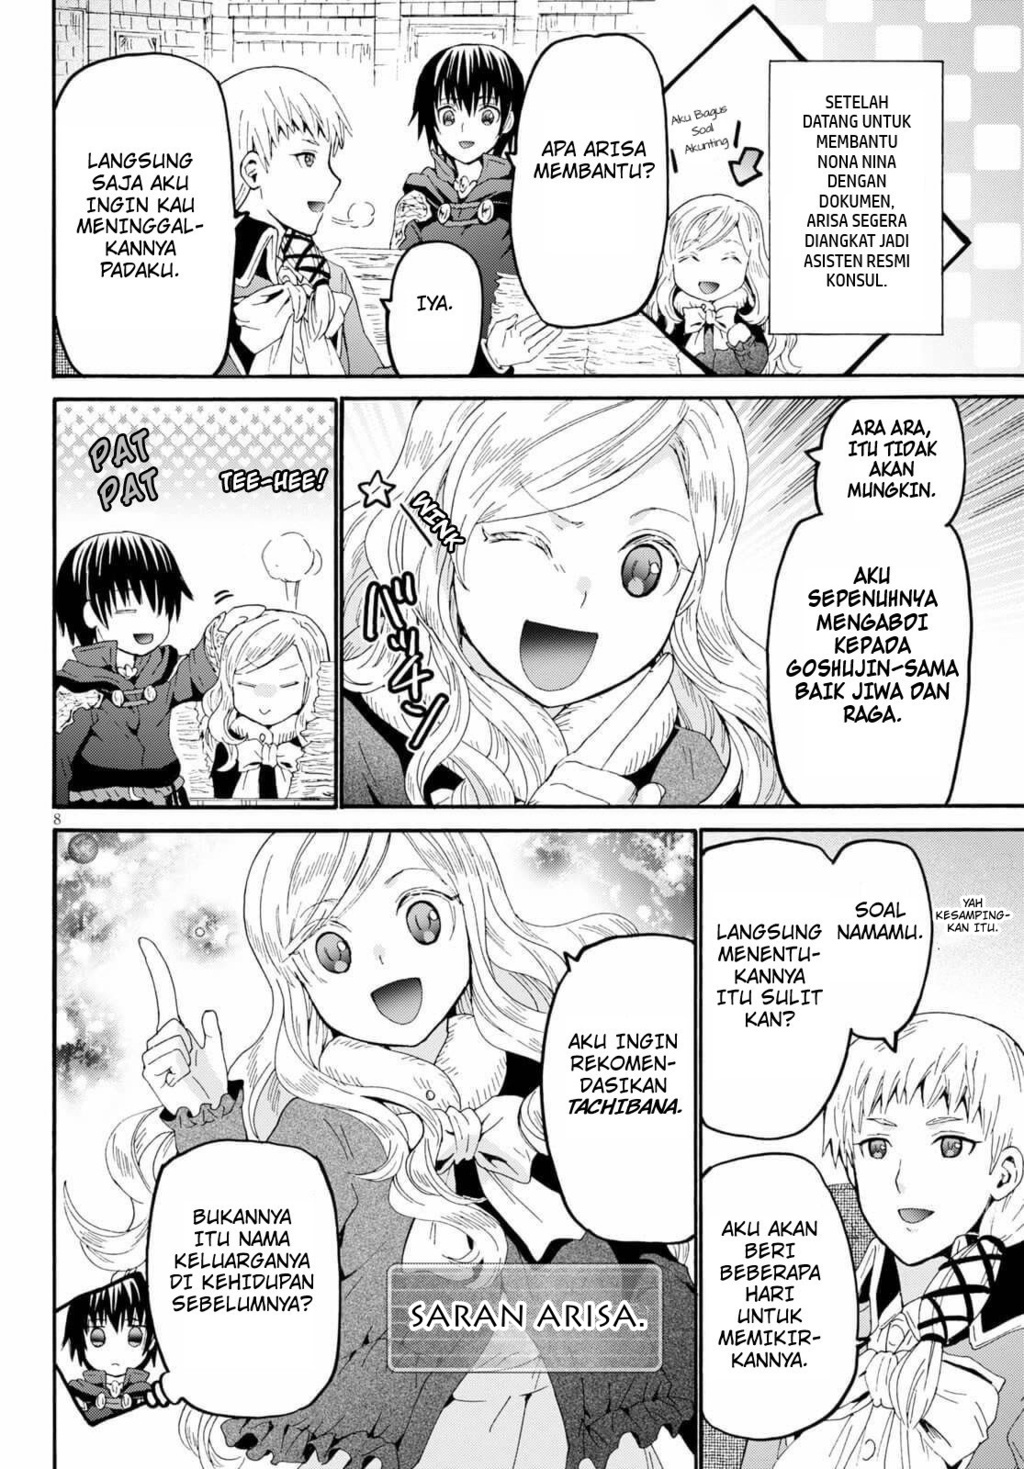 SETELAH
DATANG UNTUK
MEMBANTU
NONA NINA
DENGAN
DOKUMEN,
ARISA SEGERA
DIANGKAT JADI
ASISTEN RESMI
KONSUL.
Aku Bagus
Soal
Akunting
APA ARISA
MEMBANTU?
IYA.
LANGSUNG
SAJA AKU
INGIN KAU
MENINGGAL-
KANNYA
PADAKU.
ARA ARA,
ITU TIDAK
AKAN
MUNGKIN.
AKU
SEPENUHNYA
MENGABDI
KEPADA
GOSHUJIN-SAMA
BAIK JIWA DAN
RAGA.
WINK
バッチン
TEE-HEE!
PAT
PAT
8
YAH
KESAMPING-
KAN ITU.
SOAL
NAMAMU.
LANGSUNG
MENENTU-
KANNYA
ITU SULIT
KAN?
AKU AKAN
BERI
BEBERAPA
HARI
UNTUK
MEMIKIR-
KANNYA.
AKU INGIN
REKOMEN-
DASIKAN
TACHIBANA.
SARAN ARISA.
BUKANNYA
ITU NAMA
KELUARGANYA
DI KEHIDUPAN
SEBELUMNYA?